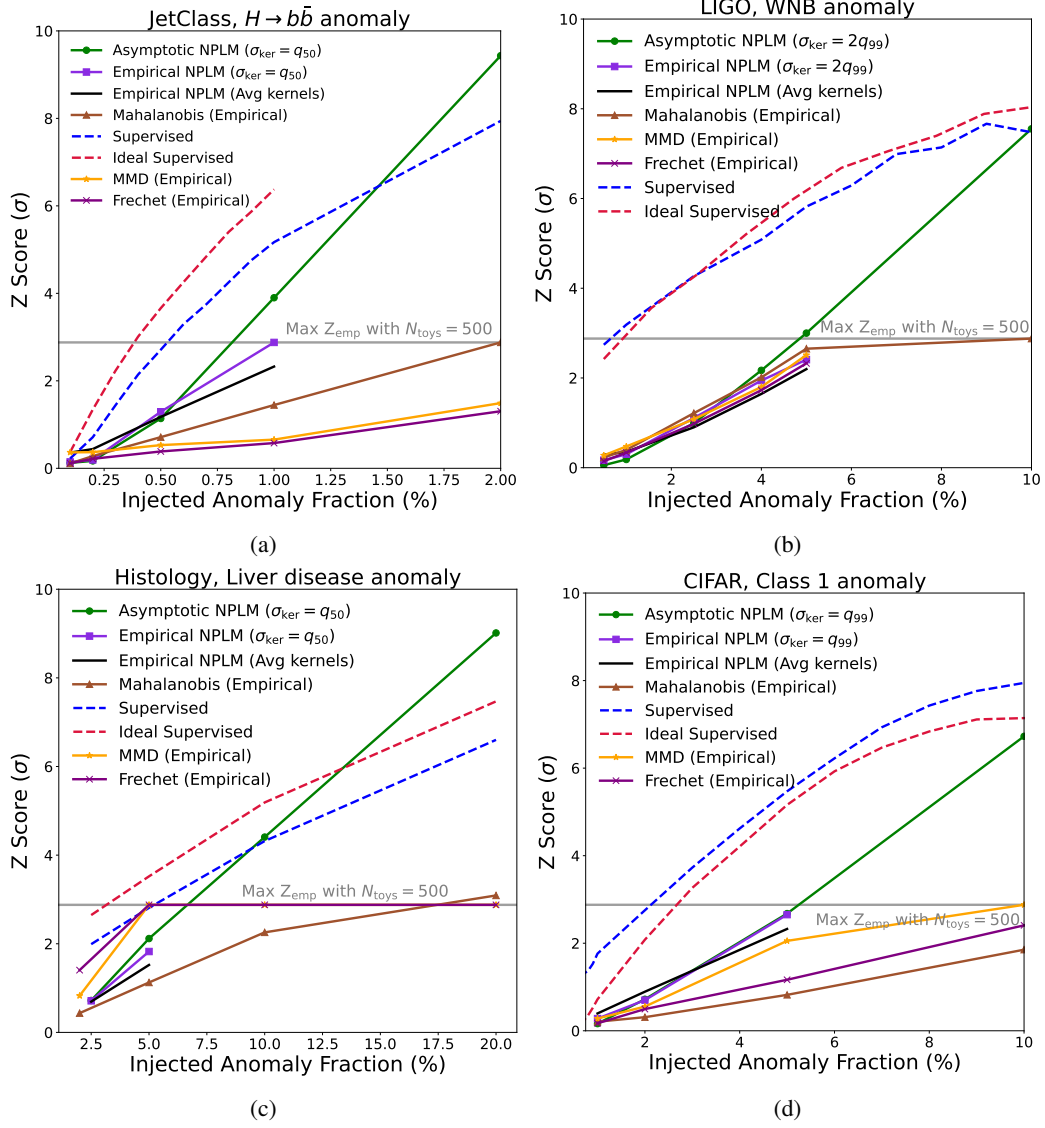 JetClass, H → bb̄ anomaly
Z Score (σ)
10
8
6
4
2
0
Asymptotic NPLM (σker = q50)
Empirical NPLM (σker = q50)
Empirical NPLM (Avg kernels)
Mahalanobis (Empirical)
Supervised
Ideal Supervised
MMD (Empirical)
Frechet (Empirical)
Max Zemp with Ntoys = 500
0.25 0.50 0.75 1.00 1.25 1.50 1.75 2.00
Injected Anomaly Fraction (%)
(a)
LIGO, WNB anomaly
Z Score (σ)
10
8
6
4
2
0
Asymptotic NPLM (σker = 2q99)
Empirical NPLM (σker = 2q99)
Empirical NPLM (Avg kernels)
Mahalanobis (Empirical)
MMD (Empirical)
Frechet (Empirical)
Supervised
Ideal Supervised
Max Zemp with Ntoys = 500
2 4 6 8 10
Injected Anomaly Fraction (%)
(b)
Histology, Liver disease anomaly
Z Score (σ)
10
8
6
4
2
0
Asymptotic NPLM (σker = q50)
Empirical NPLM (σker = q50)
Empirical NPLM (Avg kernels)
Mahalanobis (Empirical)
Supervised
Ideal Supervised
MMD (Empirical)
Frechet (Empirical)
Max Zemp with Ntoys = 500
2.5 5.0 7.5 10.0 12.5 15.0 17.5 20.0
Injected Anomaly Fraction (%)
(c)
CIFAR, Class 1 anomaly
Z Score (σ)
10
8
6
4
2
0
Asymptotic NPLM (σker = q99)
Empirical NPLM (σker = q99)
Empirical NPLM (Avg kernels)
Mahalanobis (Empirical)
Supervised
Ideal Supervised
MMD (Empirical)
Frechet (Empirical)
Max Zemp with Ntoys = 500
2 4 6 8 10
Injected Anomaly Fraction (%)
(d)